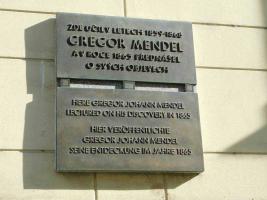 ZDE UČIL V LETECH 1859-1868
GREGOR MENDEL
A V ROCE 1865 PŘEDNÁŠEL
O SVÝCH OBJEVECH
HERE GREGOR JOHANN MENDEL
LECTURED ON HIS DISCOVERY IN 1865
HIER VERÖFFENTLICHTE
GREGOR JOHANN MENDEL
SEINE ENTDECKUNG IM JAHRE 1865